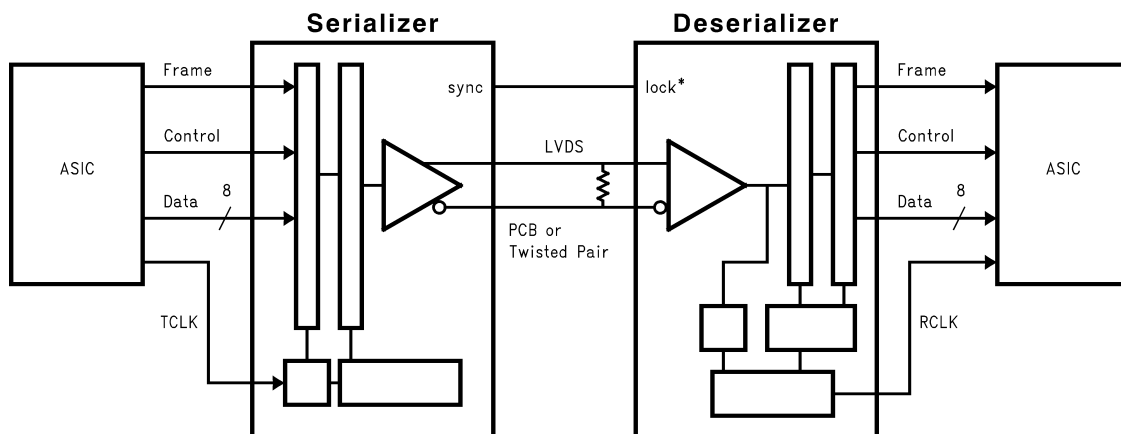 Serializer
Deserializer
Frame
Control
ASIC
Data
8
TCLK
sync
lock*
LVDS
PCB or
Twisted Pair
Frame
Control
ASIC
Data
8
RCLK